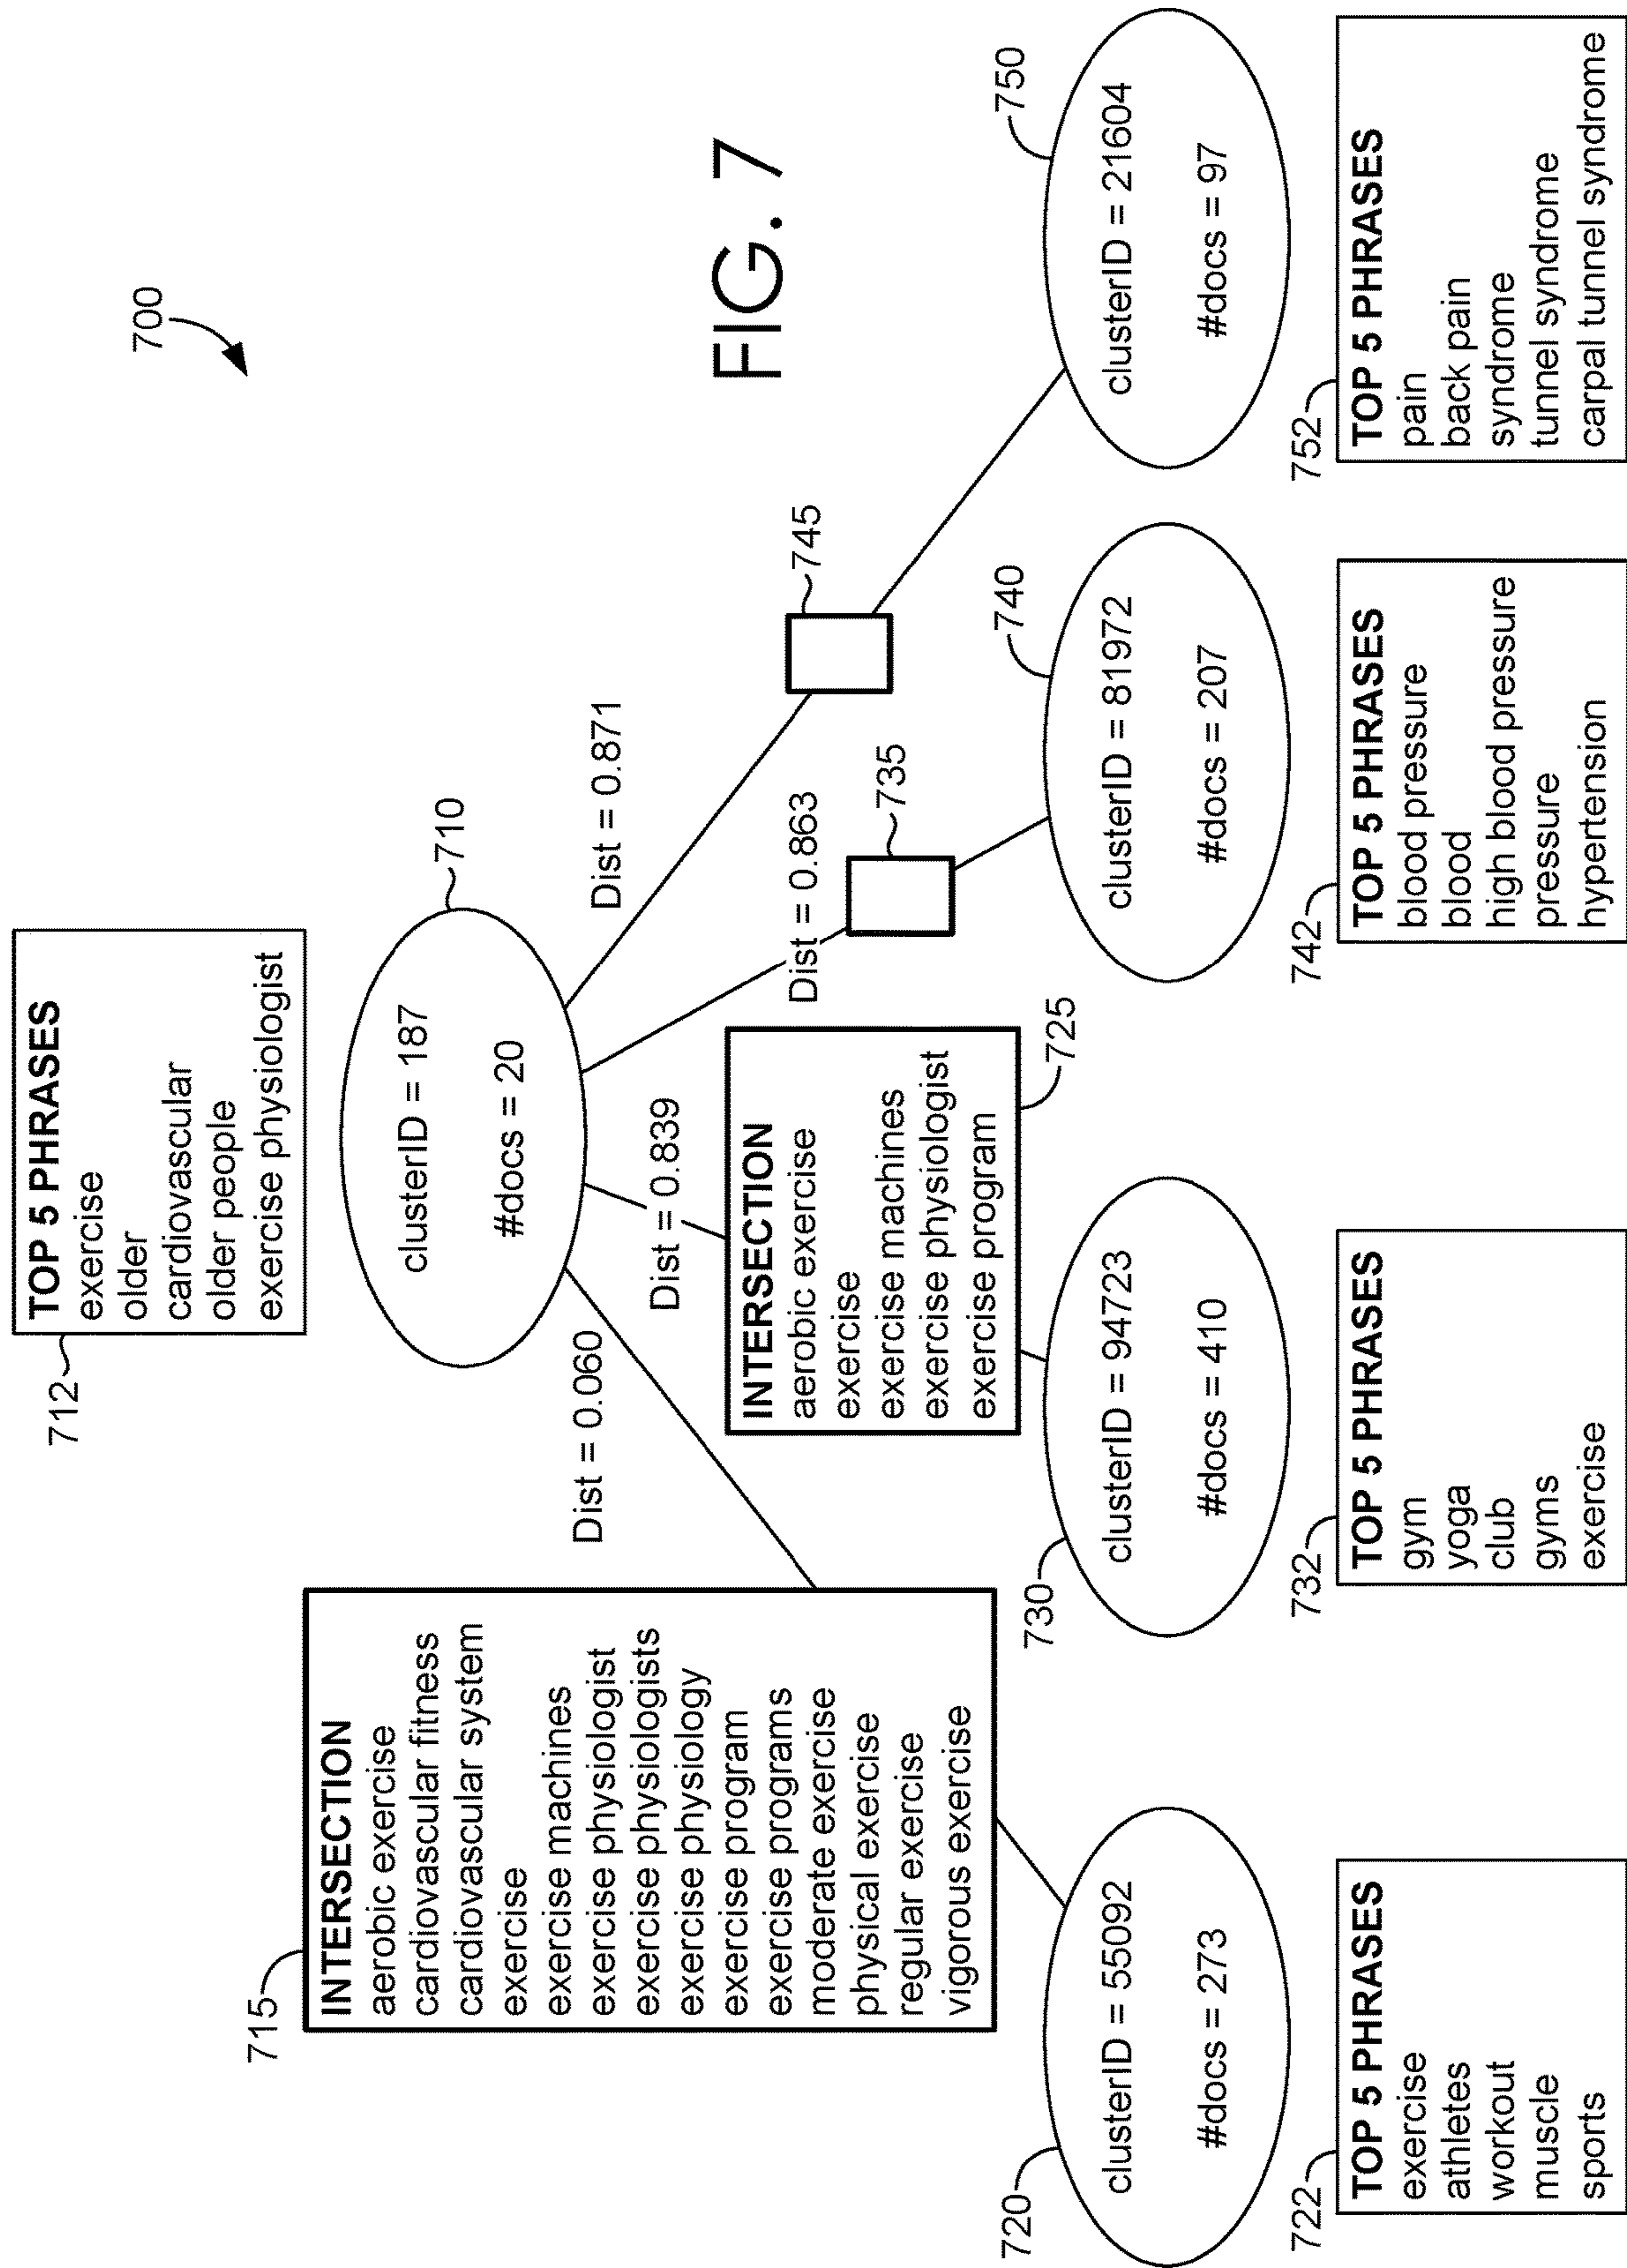 700
712
TOP 5 PHRASES
exercise
older
cardiovascular
older people
exercise physiologist
710
clusterID = 187
#docs = 20
Dist = 0.060
Dist = 0.839
Dist = 0.863
Dist = 0.871
715
INTERSECTION
aerobic exercise
cardiovascular fitness
cardiovascular system
exercise
exercise machines
exercise physiologist
exercise physiologists
exercise physiology
exercise program
exercise programs
moderate exercise
physical exercise
regular exercise
vigorous exercise
725
INTERSECTION
aerobic exercise
exercise
exercise machines
exercise physiologist
exercise program
735
745
FIG. 7
720
clusterID = 55092
#docs = 273
730
clusterID = 94723
#docs = 410
740
clusterID = 81972
#docs = 207
750
clusterID = 21604
#docs = 97
722
TOP 5 PHRASES
exercise
athletes
workout
muscle
sports
732
TOP 5 PHRASES
gym
yoga
club
gyms
exercise
742
TOP 5 PHRASES
blood pressure
blood
high blood pressure
pressure
hypertension
752
TOP 5 PHRASES
pain
back pain
syndrome
tunnel syndrome
carpal tunnel syndrome